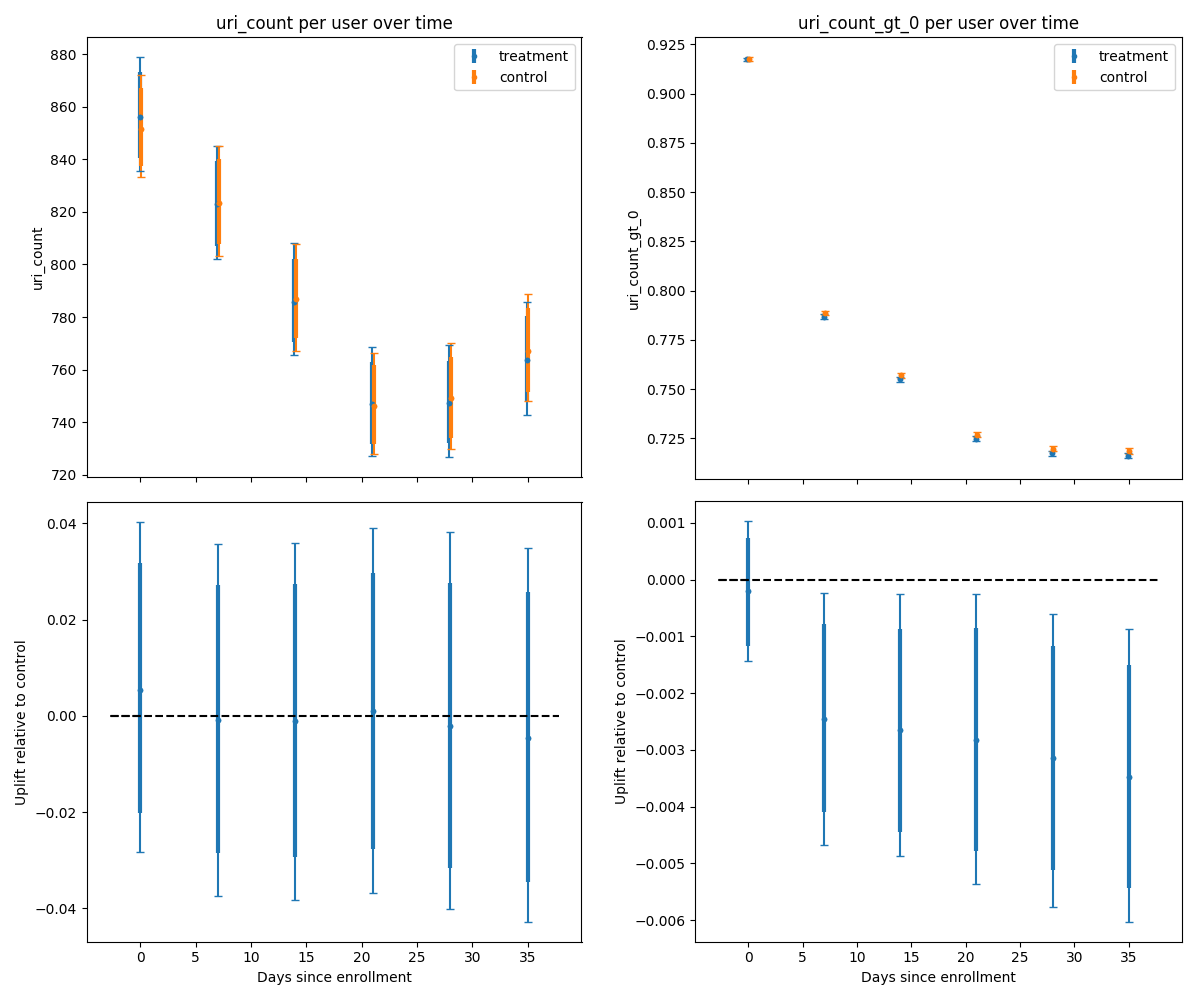 uri_count per user over time
uri_count_gt_0 per user over time
treatment
control
880
860
840
820
800
780
760
740
720
uri_count
treatment
control
0.925
0.900
0.875
0.850
0.825
0.800
0.775
0.750
0.725
uri_count_gt_0
0.04
0.02
0.00
−0.02
−0.04
Uplift relative to control
0 5 10 15 20 25 30 35
Days since enrollment
0.001
0.000
−0.001
−0.002
−0.003
−0.004
−0.005
−0.006
Uplift relative to control
0 5 10 15 20 25 30 35
Days since enrollment